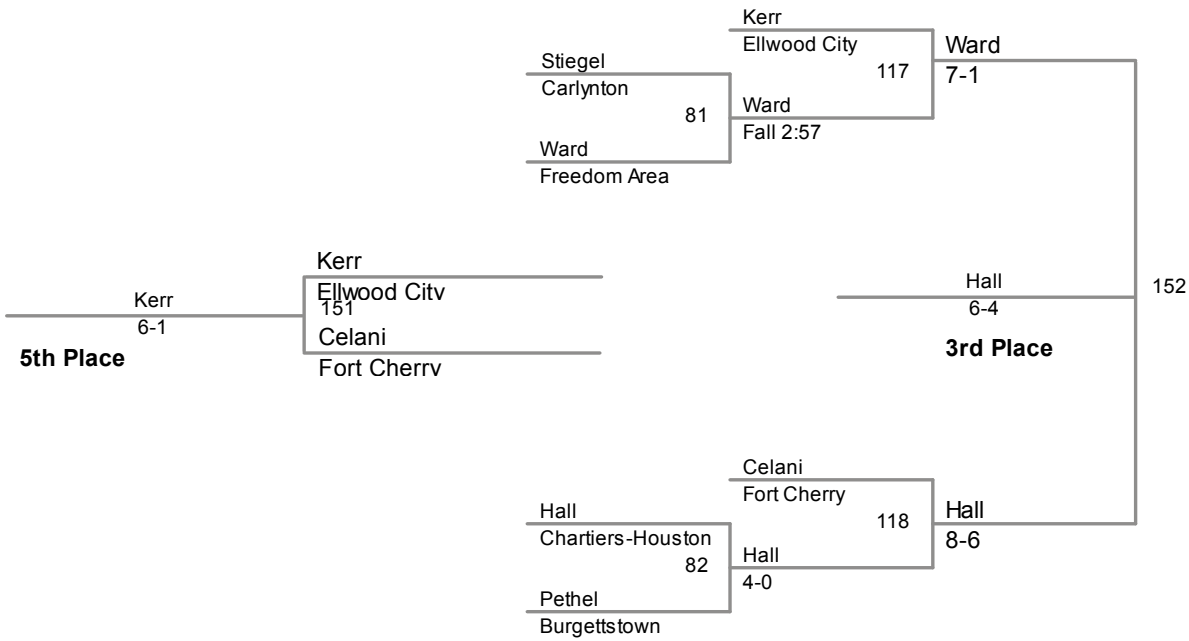 Kerr
Ellwood City
117
Ward
7-1
Stiegel
Carlynton
81
Ward
Fall 2:57
Ward
Freedom Area
Kerr
Ellwood City
151
Celani
Fort Cherry
Kerr
6-1
5th Place
Hall
6-4
152
3rd Place
Celani
Fort Cherry
118
Hall
8-6
Hall
Chartiers-Houston
82
Hall
4-0
Pethel
Burgettstown